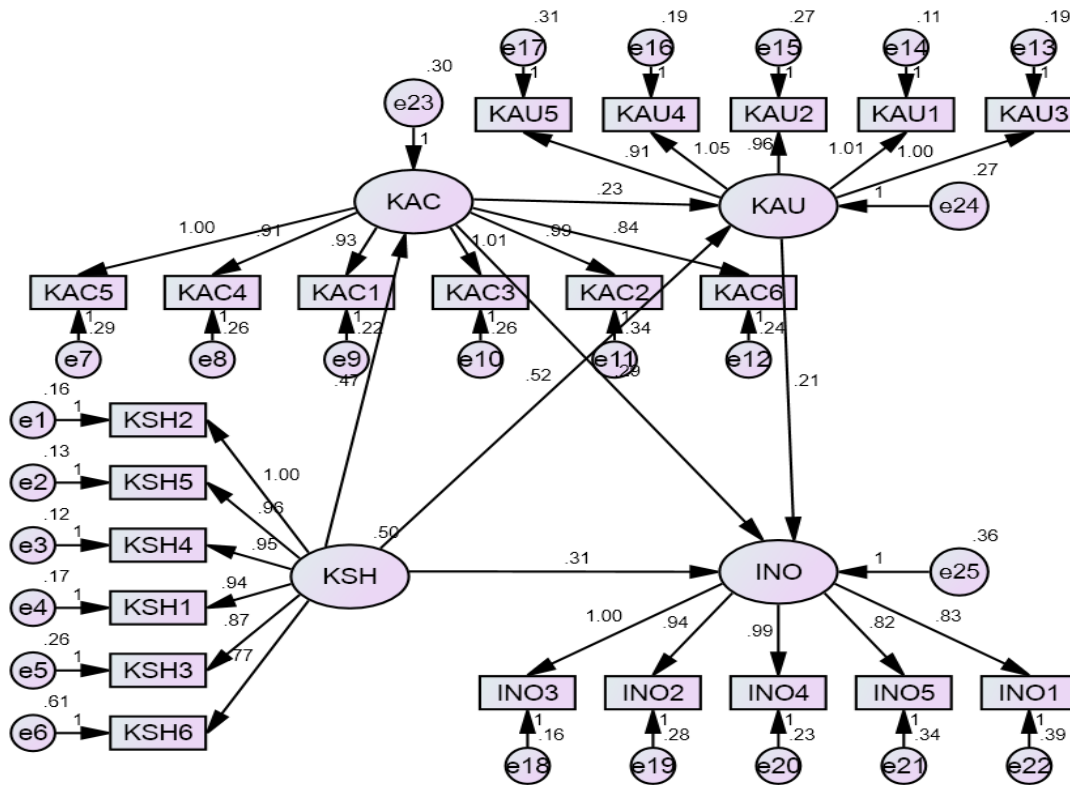 .31 .19 .27 .11 .19
e17 e16 e15 e14 e13
1 1 1 1 1
.30
e23
1
KAU5 KAU4 KAU2 KAU1 KAU3
.91 1.05 .96 1.01 1.00
.27
KAC .23 KAU 1 e24
1.00 .91 .93 1.01 .99 .84
KAC5 KAC4 KAC1 KAC3 KAC2 KAC6
1 1 1 1 1 1
.29 .26 .22 .26 .34 .24
e7 e8 e9 e10 e11 e12
.47 .52 .29 .21
.16
e1 1 KSH2
1.00
.13
e2 1 KSH5
.96
.12
e3 1 KSH4
.95
.50
.17
e4 1 KSH1
.94
KSH .31 INO 1 e25
.36
.26
e5 1 KSH3
.87
.61
e6 1 KSH6
.77
1.00 .94 .99 .82 .83
INO3 INO2 INO4 INO5 INO1
1 1 1 1 1
.16 .28 .23 .34 .39
e18 e19 e20 e21 e22